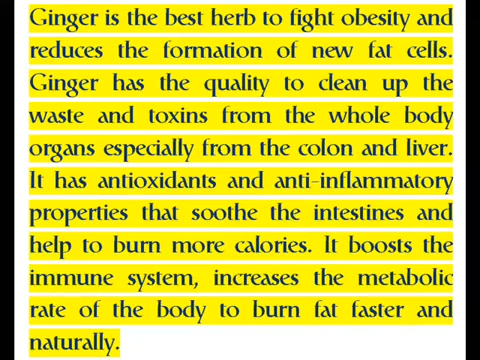 Ginger is the best herb to fight obesity and
reduces the formation of new fat cells.
Ginger has the quality to clean up the
waste and toxins from the whole body
organs especially from the colon and liver.
It has antioxidants and anti-inflammatory
properties that soothe the intestines and
help to burn more calories. It boosts the
immune system, increases the metabolic
rate of the body to burn fat faster and
naturally.